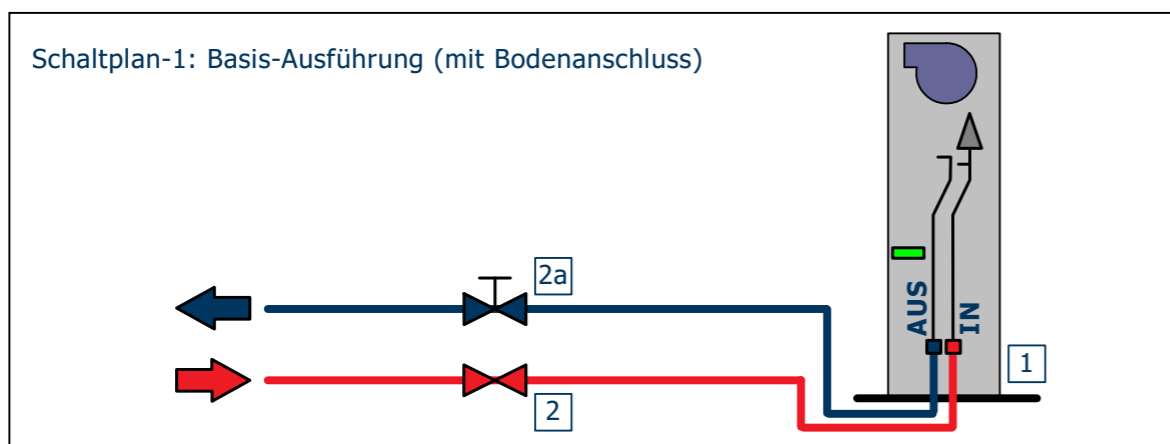 Schaltplan-1: Basis-Ausführung (mit Bodenanschluss)
2a
AUS
IN
1
2